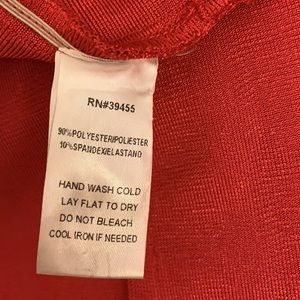 RN#39455
90%POLYESTER/POLIESTER
10%SPANDEX/ELASTANO
HAND WASH COLD
LAY FLAT TO DRY
DO NOT BLEACH
COOL IRON IF NEEDED